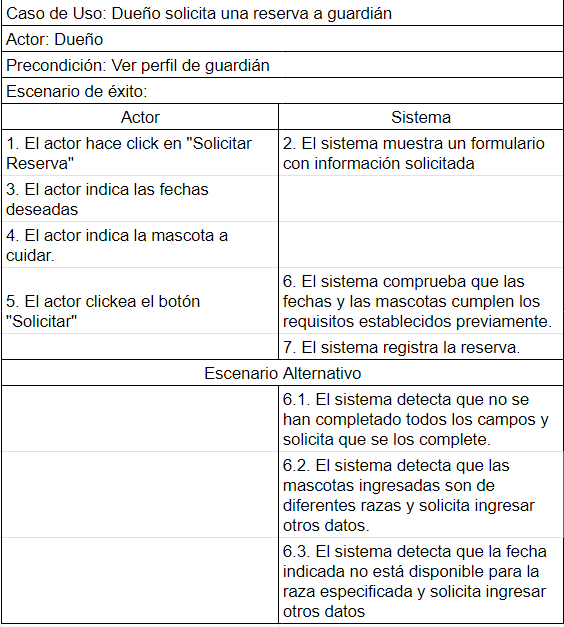 Caso de Uso: Dueño solicita una reserva a guardián
Actor: Dueño
Precondición: Ver perfil de guardián
Escenario de éxito:
Actor
Sistema
1. El actor hace click en "Solicitar
Reserva"
2. El sistema muestra un formulario
con información solicitada
3. El actor indica las fechas
deseadas
4. El actor indica la mascota a
cuidar.
5. El actor clickea el botón
"Solicitar"
6. El sistema comprueba que las
fechas y las mascotas cumplen los
requisitos establecidos previamente.
7. El sistema registra la reserva.
Escenario Alternativo
6.1. El sistema detecta que no se
han completado todos los campos y
solicita que se los complete.
6.2. El sistema detecta que las
mascotas ingresadas son de
diferentes razas y solicita ingresar
otros datos.
6.3. El sistema detecta que la fecha
indicada no está disponible para la
raza especificada y solicita ingresar
otros datos